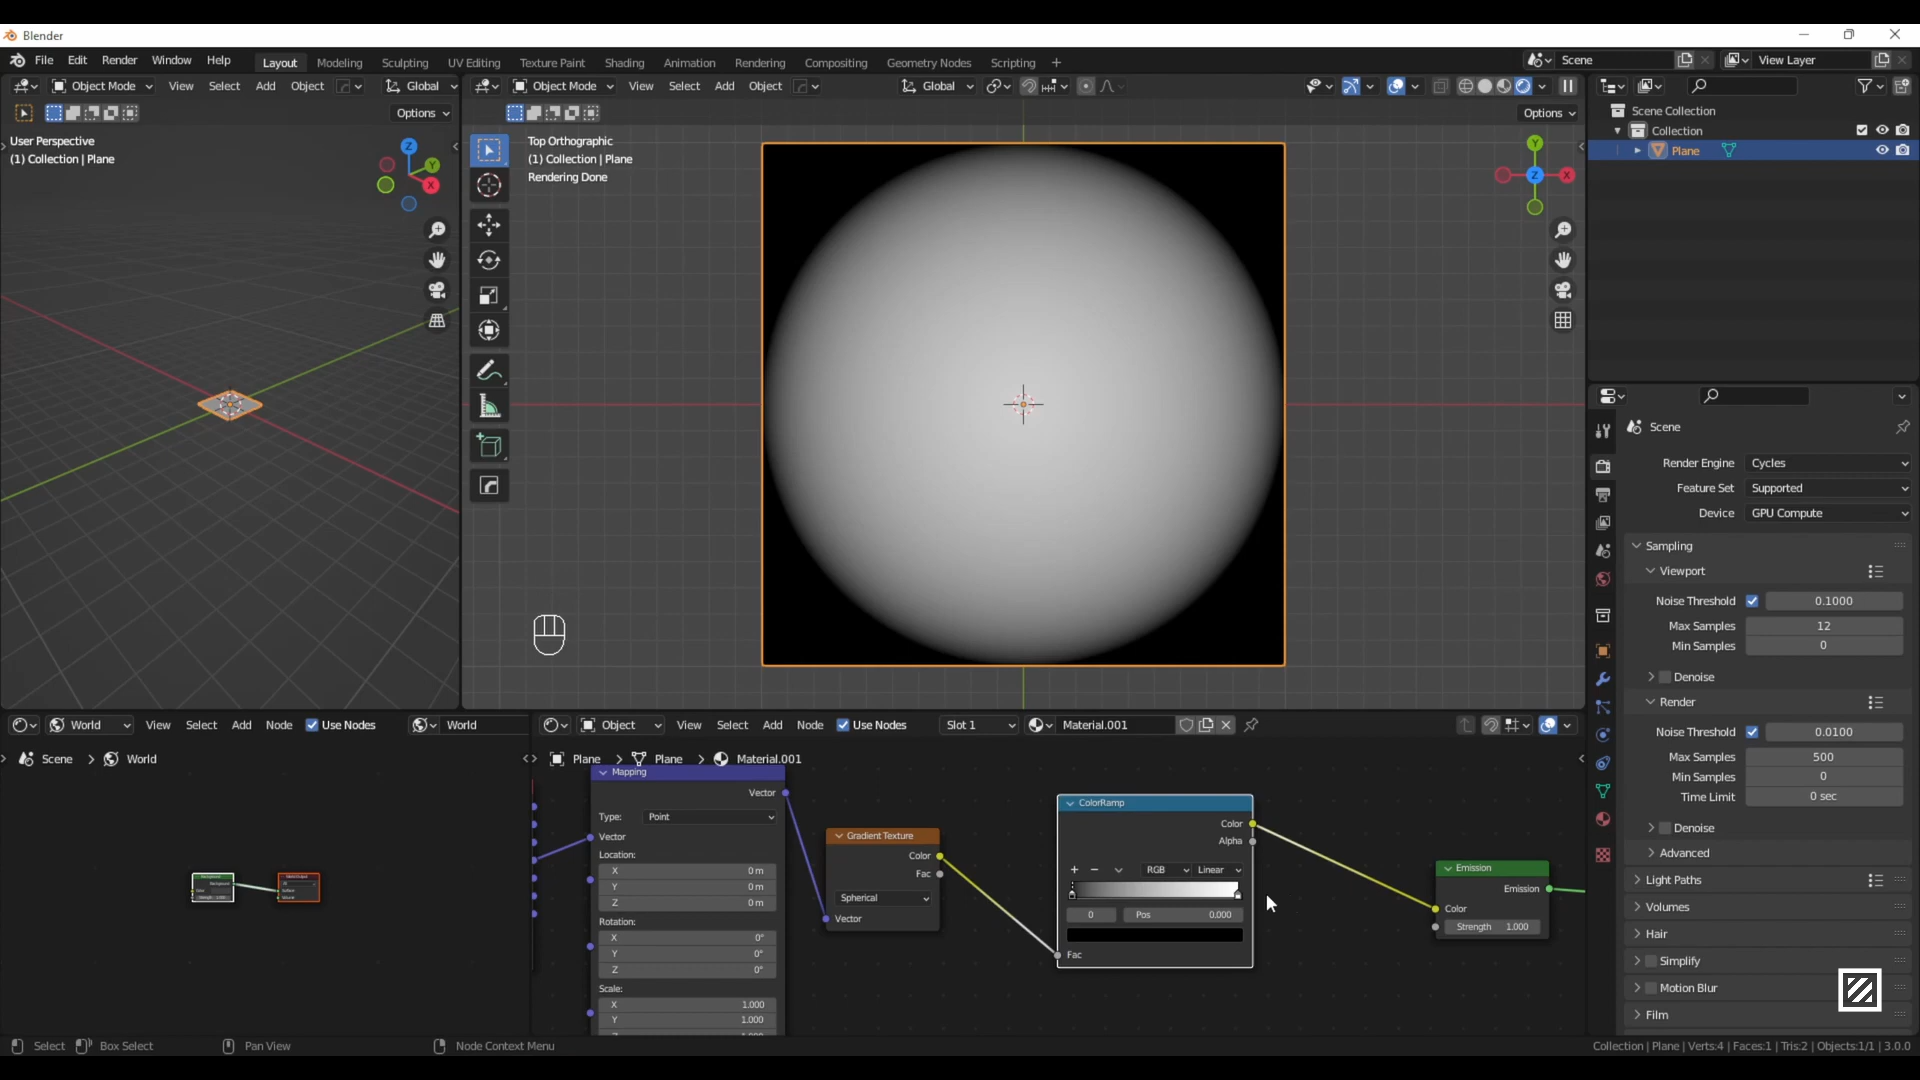 Blender
File Edit Render Window Help Layout Modeling Sculpting UV Editing Texture Paint Shading Animation Rendering Compositing Geometry Nodes Scripting + Scene View Layer
Object Mode View Select Add Object Global
Object Mode View Select Add Object Global
Options
Options
User Perspective
(1) Collection | Plane
Z
Y
X
Top Orthographic
(1) Collection | Plane
Rendering Done
Y
Z
X
Scene Collection
Collection
Plane
Scene
Render Engine Cycles
Feature Set Supported
Device GPU Compute
Sampling
Viewport
Noise Threshold 0.1000
Max Samples 12
Min Samples 0
Denoise
Render
Noise Threshold 0.0100
Max Samples 500
Min Samples 0
Time Limit 0 sec
Denoise
Advanced
Light Paths
Volumes
Hair
Simplify
Motion Blur
Film
World View Select Add Node Use Nodes World
Scene > World
Object View Select Add Node Use Nodes Slot 1 Material.001
Plane > Plane > Material.001
Mapping
Vector
Type: Point
Vector
Location:
X 0 m
Y 0 m
Z 0 m
Rotation:
X 0°
Y 0°
Z 0°
Scale:
X 1.000
Y 1.000
Gradient Texture
Color
Fac
Spherical
Vector
ColorRamp
Color
Alpha
RGB Linear
0 Pos 0.000
Fac
Emission
Emission
Color
Strength 1.000
Select Box Select Pan View Node Context Menu
Collection | Plane | Verts:4 | Faces:1 | Tris:2 | Objects:1/1 | 3.0.0